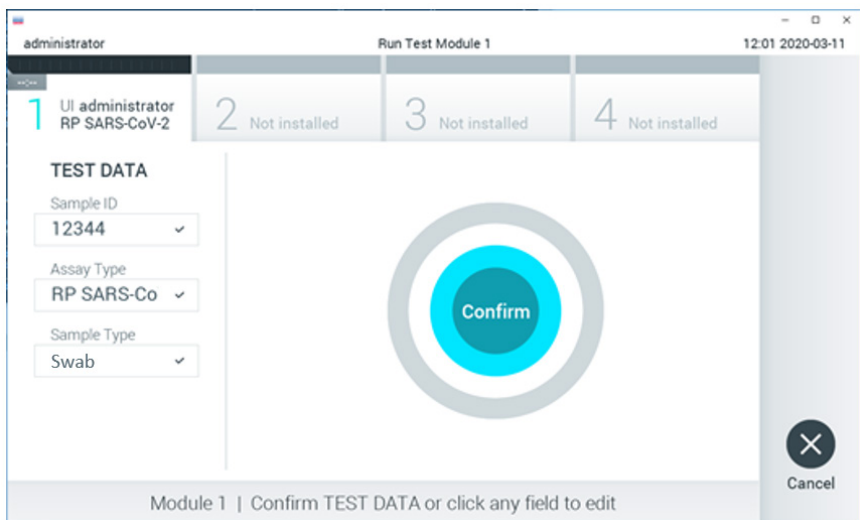 administrator
Run Test Module 1
12:01 2020-03-11
--:--
1
UI administrator
RP SARS-CoV-2
2 Not installed
3 Not installed
4 Not installed
TEST DATA
Sample ID
12344
Assay Type
RP SARS-Co
Sample Type
Swab
Confirm
Cancel
Module 1 | Confirm TEST DATA or click any field to edit